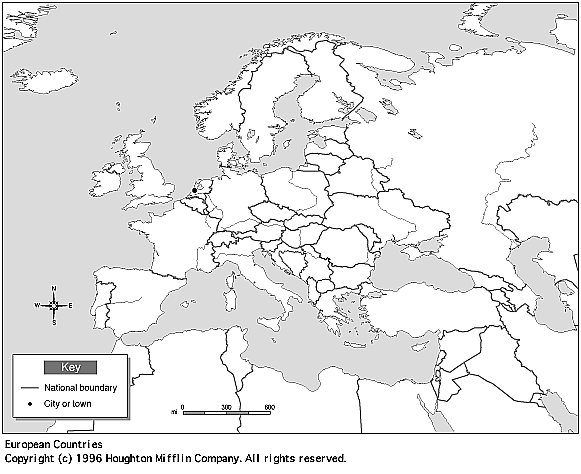 N
W E
S
Key
National boundary
City or town
0 300 600
mi
European Countries
Copyright (c) 1996 Houghton Mifflin Company. All rights reserved.